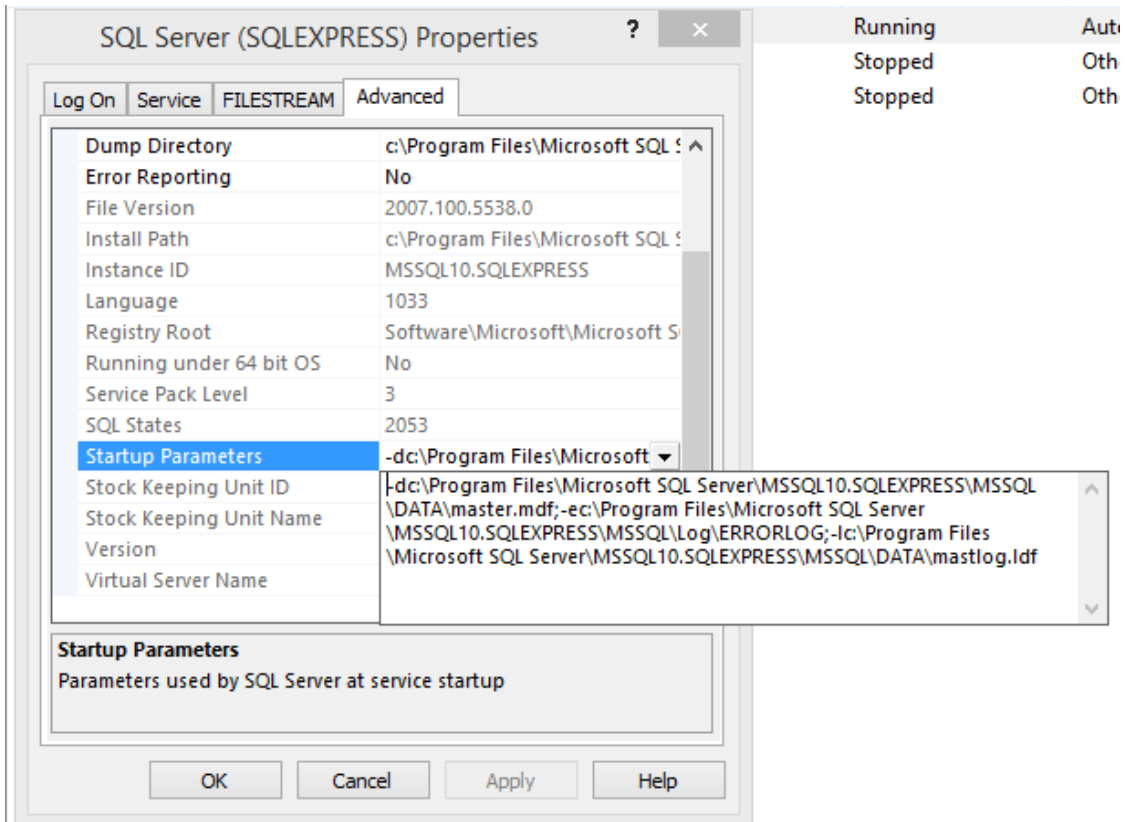 SQL Server (SQLEXPRESS) Properties ?
Running Aut
Stopped Oth
Stopped Oth
Log On Service FILESTREAM Advanced
Dump Directory c:\Program Files\Microsoft SQL S
Error Reporting No
File Version 2007.100.5538.0
Install Path c:\Program Files\Microsoft SQL S
Instance ID MSSQL10.SQLEXPRESS
Language 1033
Registry Root Software\Microsoft\Microsoft S
Running under 64 bit OS No
Service Pack Level 3
SQL States 2053
Startup Parameters -dc:\Program Files\Microsoft
Stock Keeping Unit ID
Stock Keeping Unit Name
Version
Virtual Server Name
-dc:\Program Files\Microsoft SQL Server\MSSQL10.SQLEXPRESS\MSSQL
\DATA\master.mdf;-ec:\Program Files\Microsoft SQL Server
\MSSQL10.SQLEXPRESS\MSSQL\Log\ERRORLOG;-lc:\Program Files
\Microsoft SQL Server\MSSQL10.SQLEXPRESS\MSSQL\DATA\mastlog.ldf
Startup Parameters
Parameters used by SQL Server at service startup
OK Cancel Apply Help